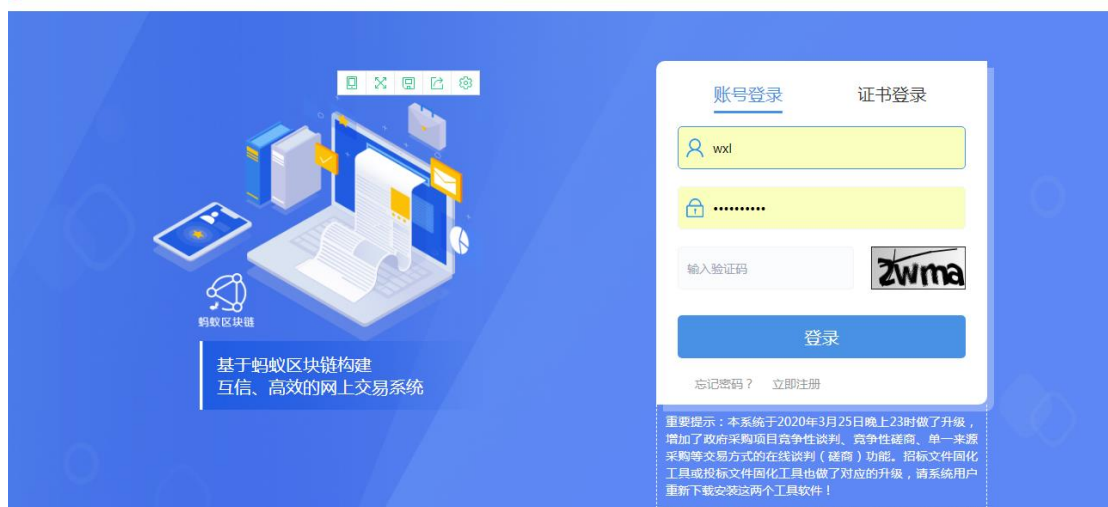 账号登录 证书登录
wxl
••••••••••
输入验证码 zwma
登录
忘记密码？ 立即注册
蚂蚁区块链
基于蚂蚁区块链构建
互信、高效的网上交易系统
重要提示：本系统于2020年3月25日晚上23时做了升级，
增加了政府采购项目竞争性谈判、竞争性磋商、单一来源
采购等交易方式的在线谈判（磋商）功能。招标文件固化
工具或投标文件固化工具也做了对应的升级，请系统用户
重新下载安装这两个工具软件！